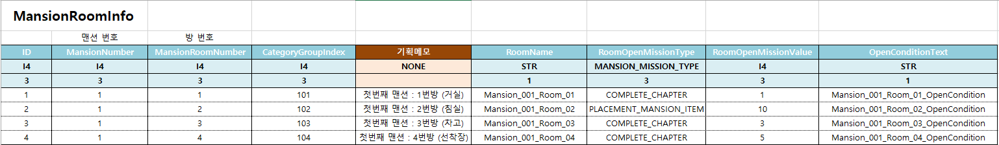 MansionRoomInfo
맨션 번호 방 번호
ID MansionNumber MansionRoomNumber CategoryGroupIndex 기획메모 RoomName RoomOpenMissionType RoomOpenMissionValue OpenConditionText
I4 I4 I4 I4 NONE STR MANSION_MISSION_TYPE I4 STR
3 3 3 3 1 3 3 1
1 1 1 101 첫번째 맨션 : 1번방 (거실) Mansion_001_Room_01 COMPLETE_CHAPTER 1 Mansion_001_Room_01_OpenCondition
2 1 2 102 첫번째 맨션 : 2번방 (침실) Mansion_001_Room_02 PLACEMENT_MANSION_ITEM 10 Mansion_001_Room_02_OpenCondition
3 1 3 103 첫번째 맨션 : 3번방 (차고) Mansion_001_Room_03 COMPLETE_CHAPTER 3 Mansion_001_Room_03_OpenCondition
4 1 4 104 첫번째 맨션 : 4번방 (선착장) Mansion_001_Room_04 COMPLETE_CHAPTER 5 Mansion_001_Room_04_OpenCondition